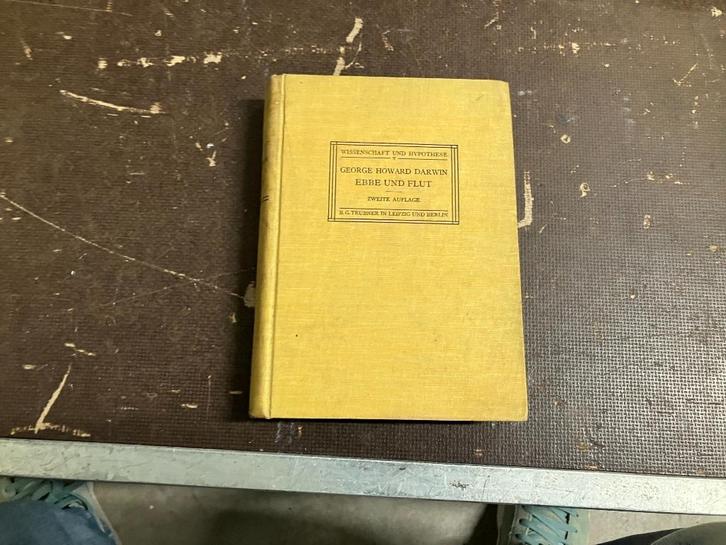 WISSENSCHAFT UND HYPOTHESE
V
GEORGE HOWARD DARWIN
EBBE UND FLUT
ZWEITE AUFLAGE
B. G. TEUBNER IN LEIPZIG UND BERLIN